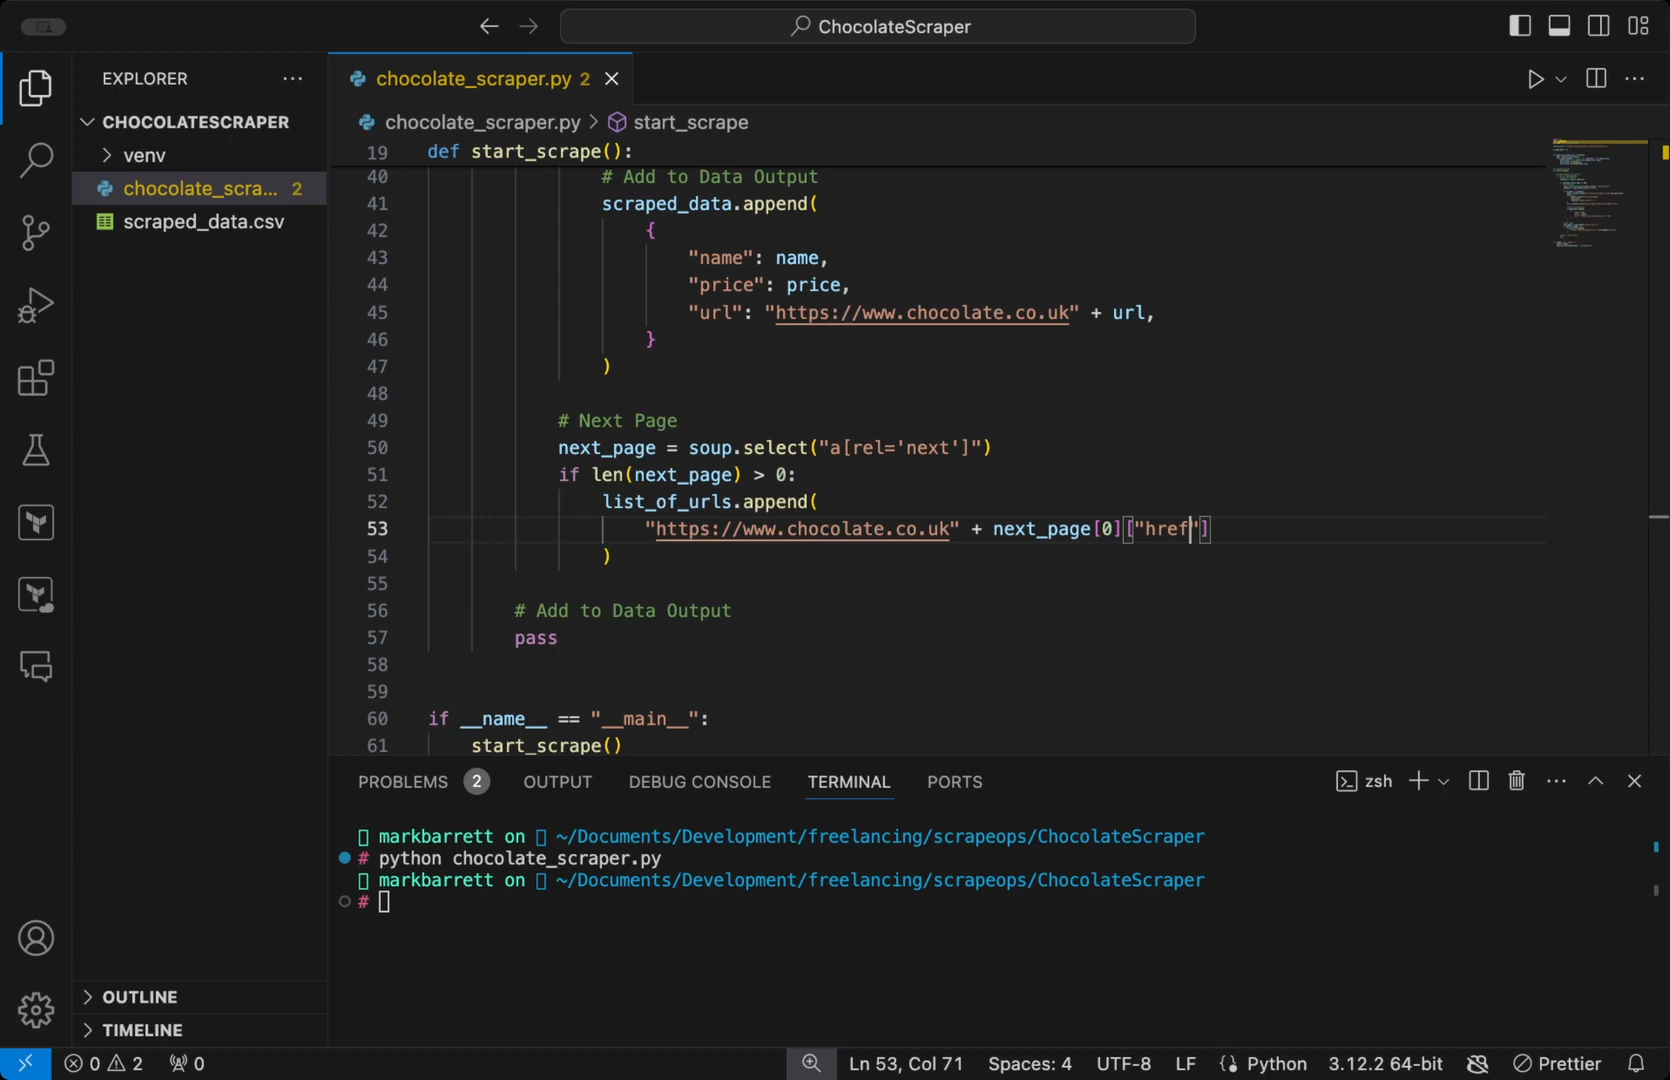 ChocolateScraper
EXPLORER
chocolate_scraper.py 2
CHOCOLATESCRAPER
venv
chocolate_scra... 2
scraped_data.csv
chocolate_scraper.py > start_scrape
19 def start_scrape():
40 # Add to Data Output
41 scraped_data.append(
42 {
43 "name": name,
44 "price": price,
45 "url": "https://www.chocolate.co.uk" + url,
46 }
47 )
48
49 # Next Page
50 next_page = soup.select("a[rel='next']")
51 if len(next_page) > 0:
52 list_of_urls.append(
53 "https://www.chocolate.co.uk" + next_page[0]["href"]
54 )
55
56 # Add to Data Output
57 pass
58
59
60 if __name__ == "__main__":
61 start_scrape()
PROBLEMS 2 OUTPUT DEBUG CONSOLE TERMINAL PORTS zsh
markbarrett on ~/Documents/Development/freelancing/scrapeops/ChocolateScraper
# python chocolate_scraper.py
markbarrett on ~/Documents/Development/freelancing/scrapeops/ChocolateScraper
#
OUTLINE
TIMELINE
0 2 0 Ln 53, Col 71 Spaces: 4 UTF-8 LF Python 3.12.2 64-bit Prettier